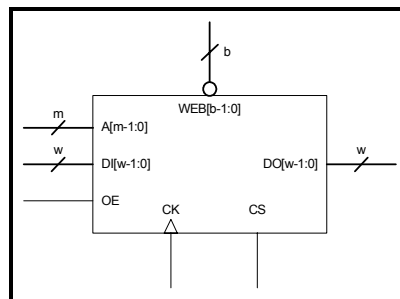 b
WEB[b-1:0]
m
A[m-1:0]
w
DI[w-1:0]
DO[w-1:0]
w
OE
CK
CS